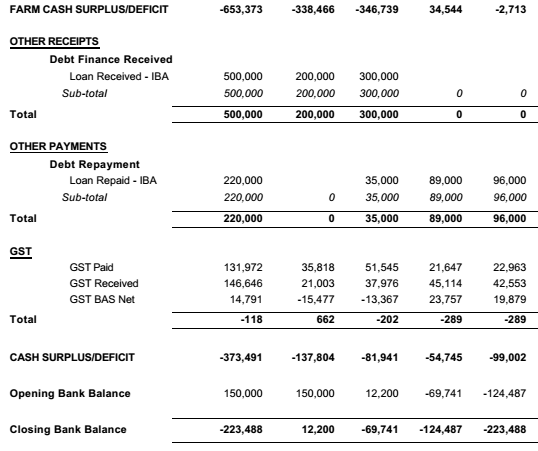 FARM CASH SURPLUS/DEFICIT -653,373 -338,466 -346,739 34,544 -2,713
OTHER RECEIPTS
Debt Finance Received
Loan Received - IBA 500,000 200,000 300,000
Sub-total 500,000 200,000 300,000 0 0
Total 500,000 200,000 300,000 0 0
OTHER PAYMENTS
Debt Repayment
Loan Repaid - IBA 220,000 35,000 89,000 96,000
Sub-total 220,000 0 35,000 89,000 96,000
Total 220,000 0 35,000 89,000 96,000
GST
GST Paid 131,972 35,818 51,545 21,647 22,963
GST Received 146,646 21,003 37,976 45,114 42,553
GST BAS Net 14,791 -15,477 -13,367 23,757 19,879
Total -118 662 -202 -289 -289
CASH SURPLUS/DEFICIT -373,491 -137,804 -81,941 -54,745 -99,002
Opening Bank Balance 150,000 150,000 12,200 -69,741 -124,487
Closing Bank Balance -223,488 12,200 -69,741 -124,487 -223,488